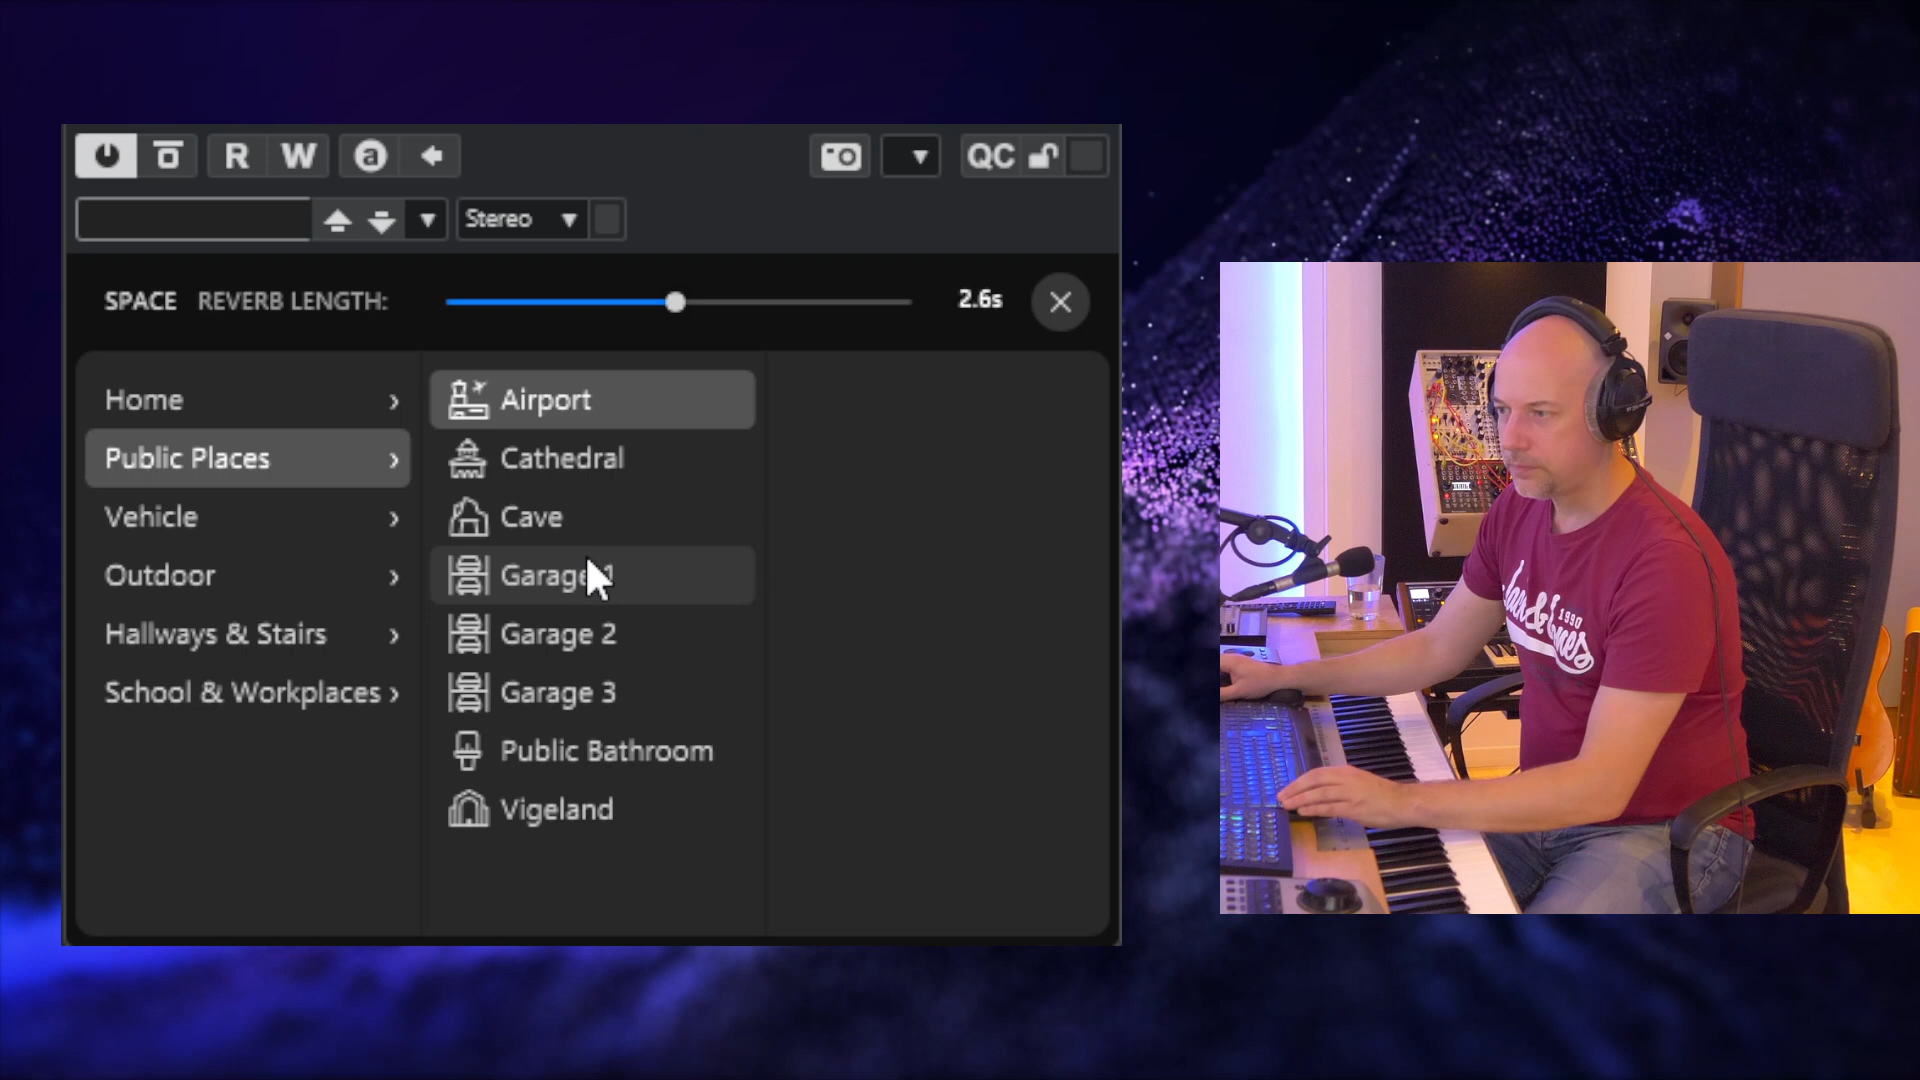 R W a QC
Stereo
SPACE REVERB LENGTH: 2.6s
Home
Public Places
Vehicle
Outdoor
Hallways & Stairs
School & Workplaces
Airport
Cathedral
Cave
Garage 1
Garage 2
Garage 3
Public Bathroom
Vigeland
1990